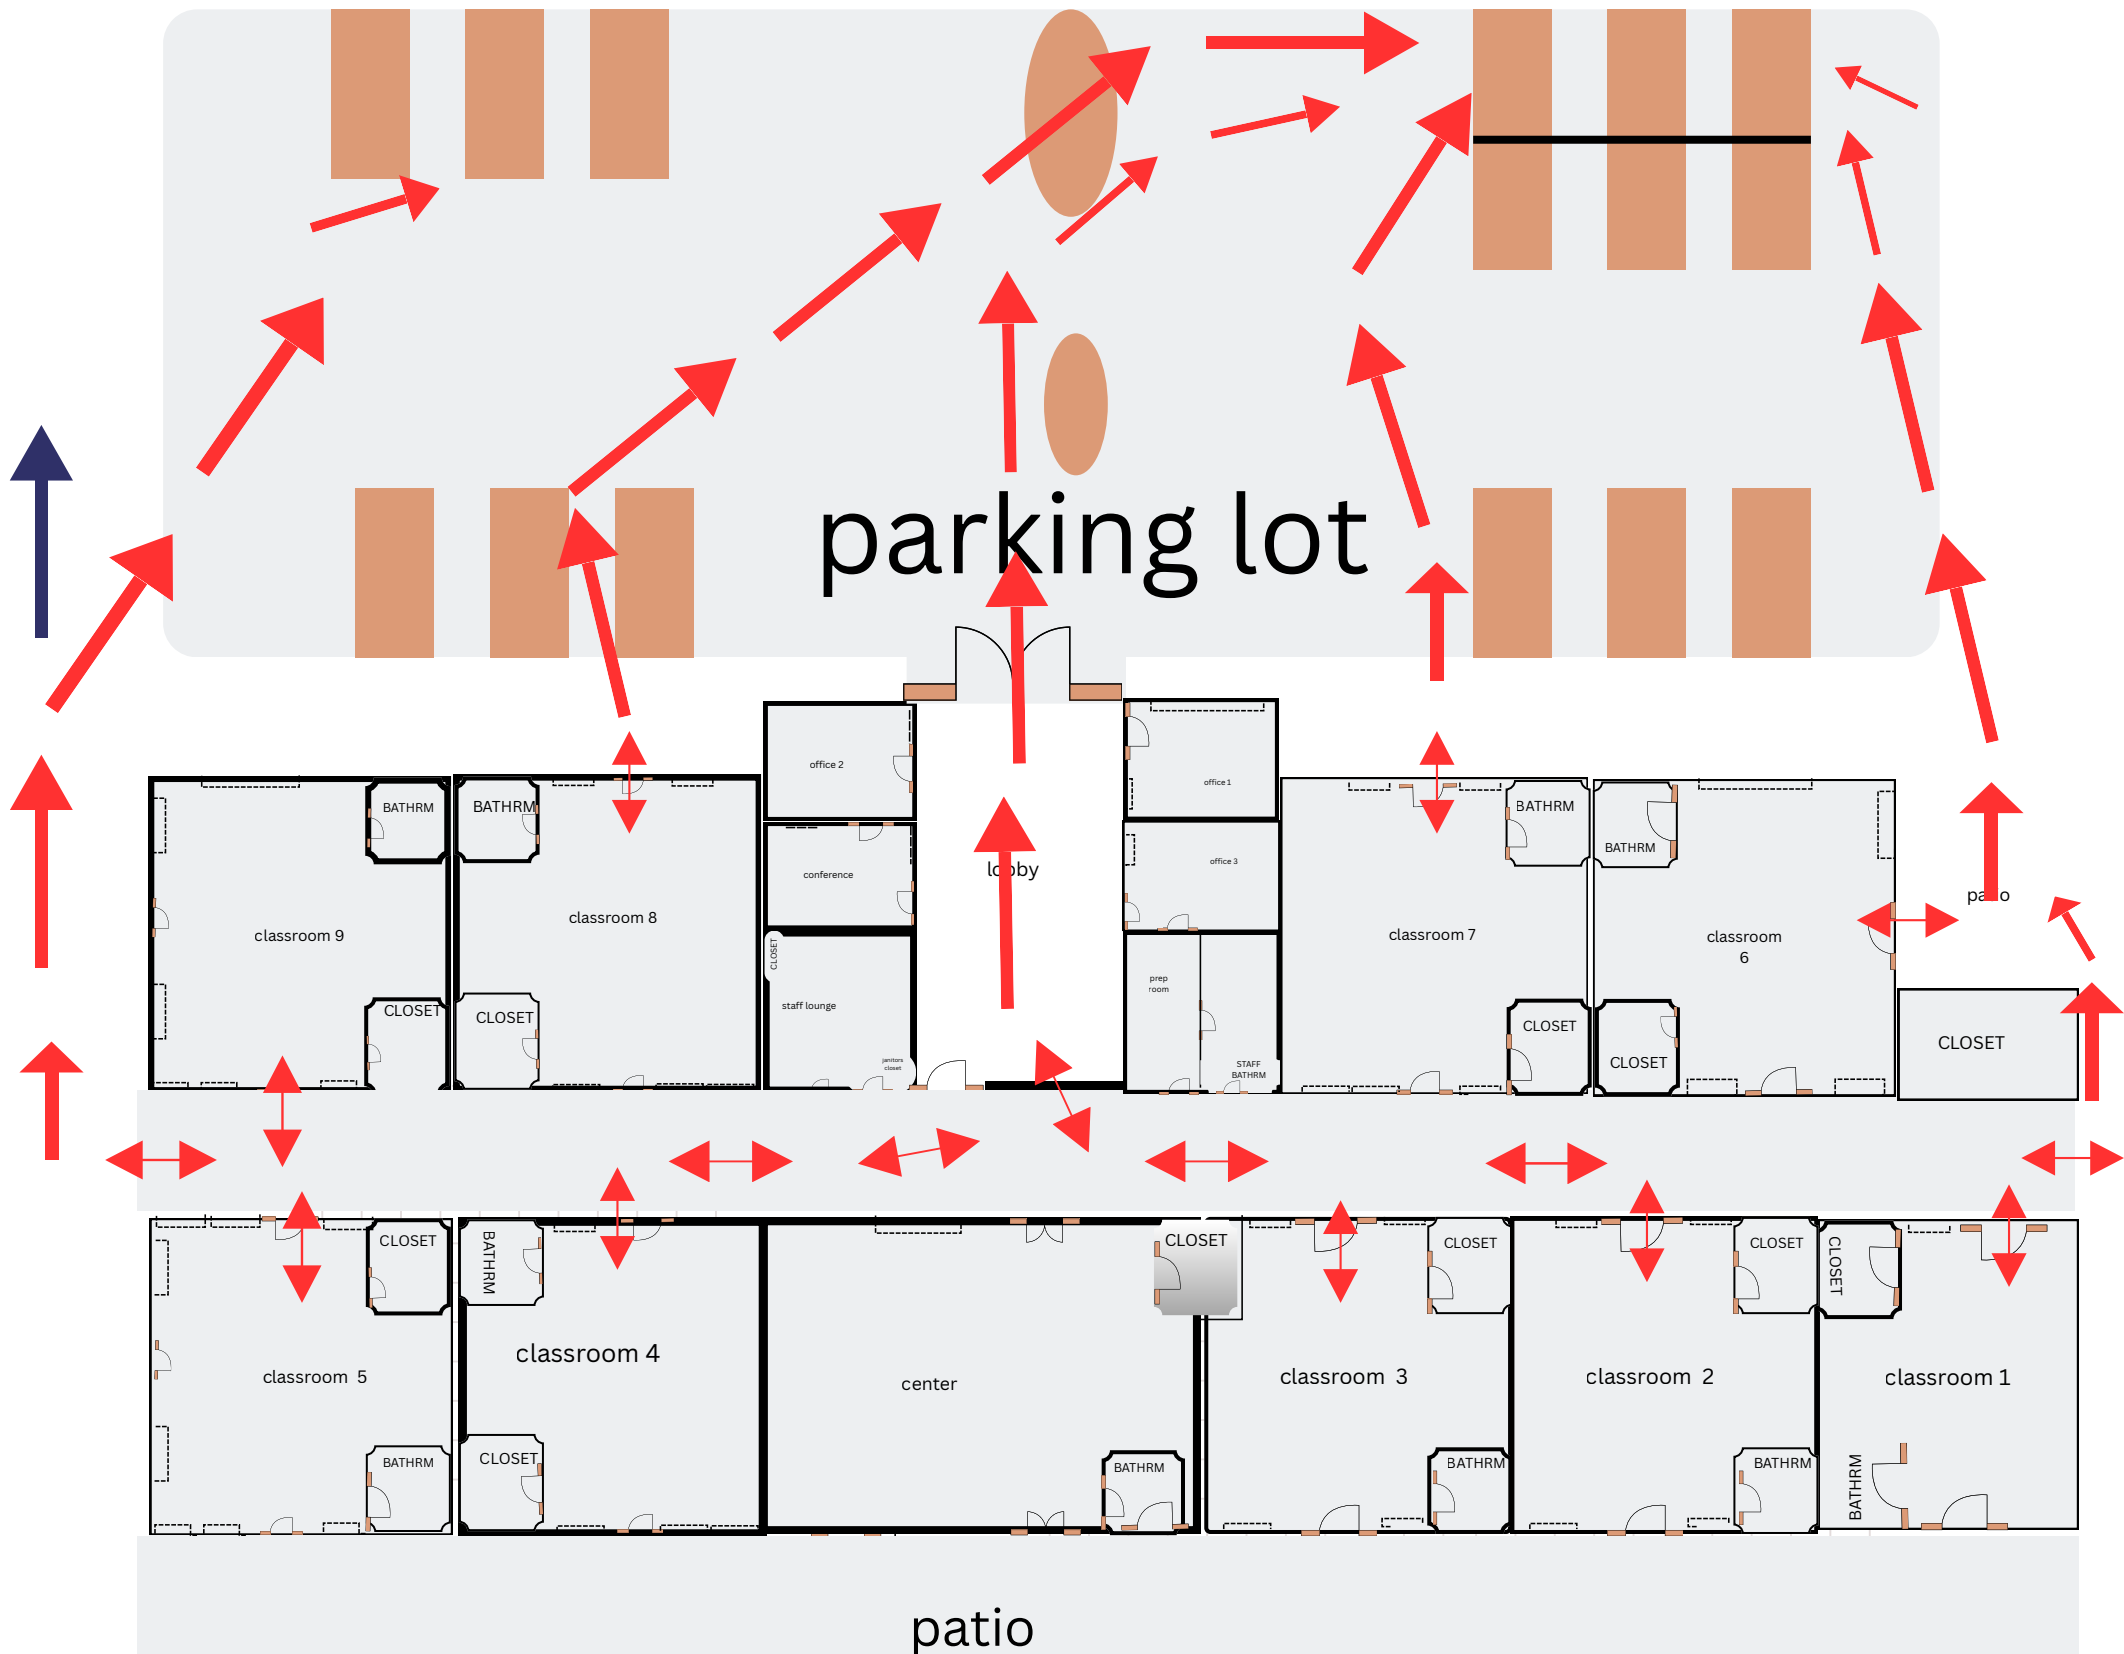 parking lot
office 2
office 1
BATHRM
BATHRM
BATHRM
BATHRM
lobby
office 3
conference
patio
classroom 9
classroom 8
classroom 7
classroom
6
CLOSET
staff lounge
prep
room
CLOSET
CLOSET
CLOSET
CLOSET
CLOSET
janitors
closet
STAFF
BATHRM
CLOSET
BATHRM
CLOSET
CLOSET
CLOSET
CLOSET
classroom 5
classroom 4
center
classroom 3
classroom 2
classroom 1
BATHRM
CLOSET
BATHRM
BATHRM
BATHRM
BATHRM
patio